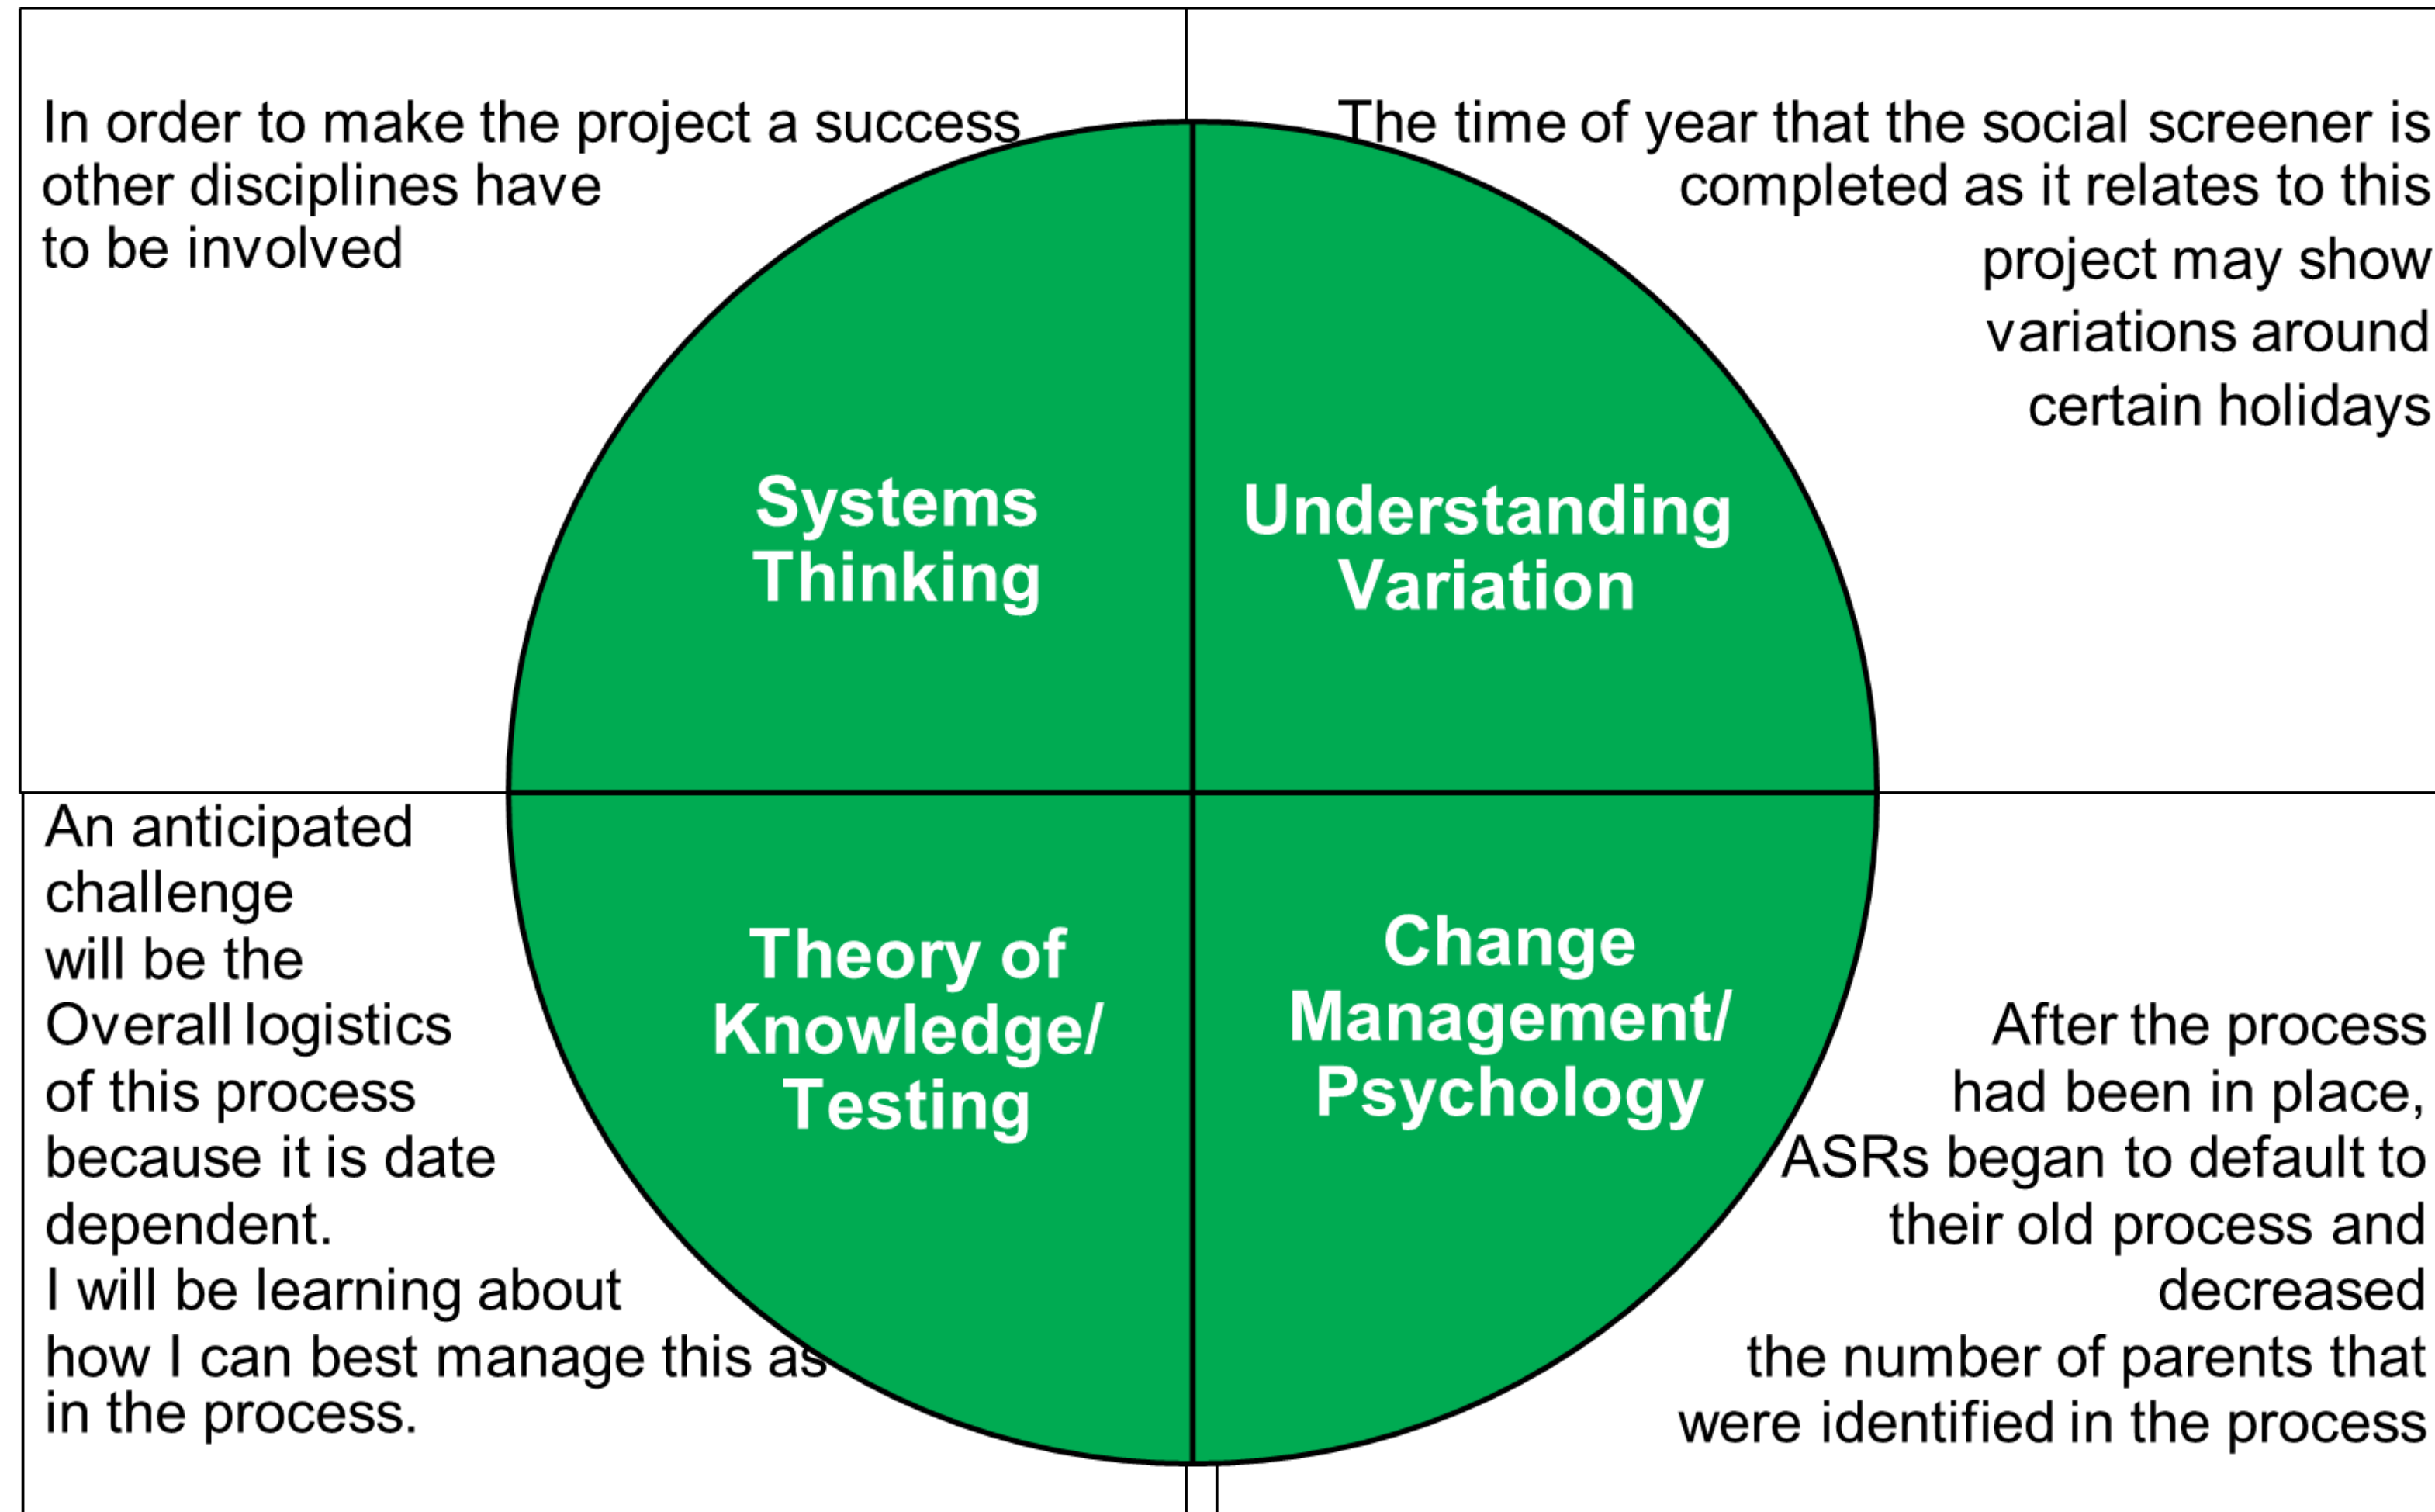 In order to make the project a success
other disciplines have
to be involved
The time of year that the social screener is
completed as it relates to this
project may show
variations around
certain holidays
Systems
Thinking
Understanding
Variation
An anticipated
challenge
will be the
Overall logistics
of this process
because it is date
dependent.
I will be learning about
how I can best manage this as
in the process.
Theory of
Knowledge/
Testing
Change
Management/
Psychology
After the process
had been in place,
ASRs began to default to
their old process and
decreased
the number of parents that
were identified in the process